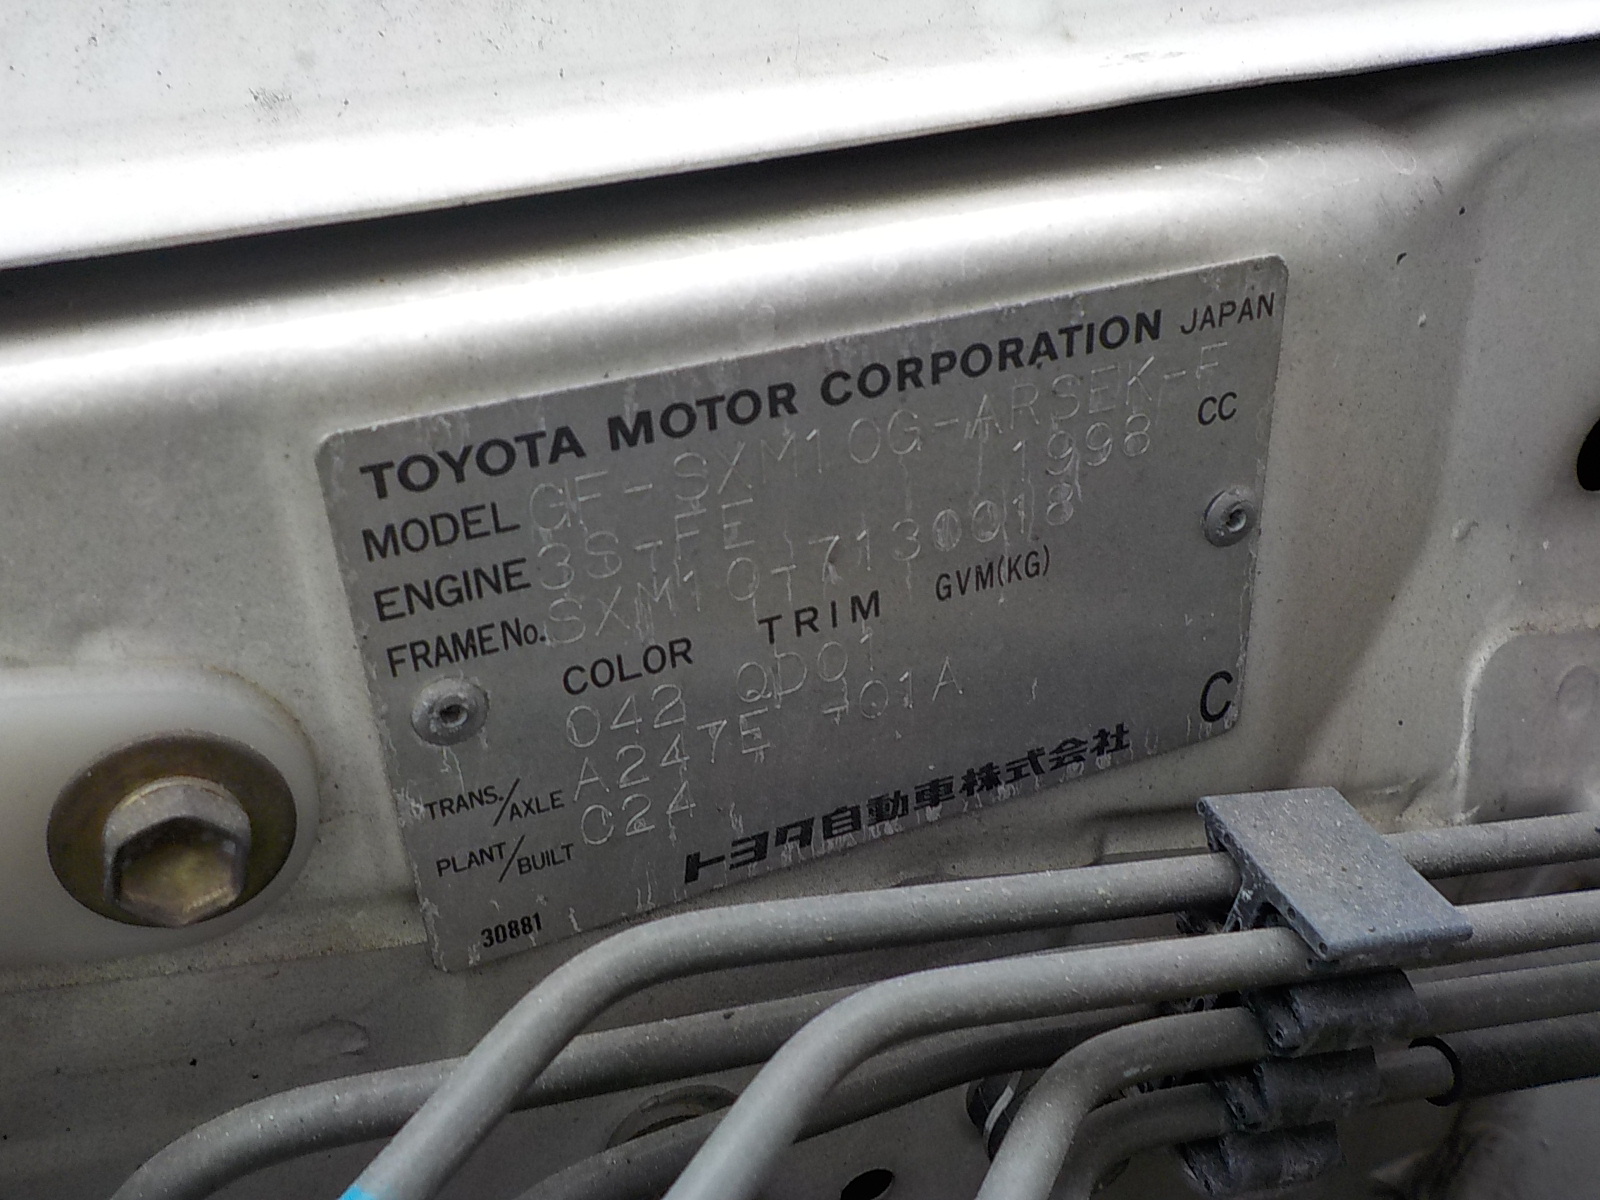 TOYOTA MOTOR CORPORATION JAPAN
MODEL GF-SXM10G-ARSEK-F
ENGINE 3S-FE 1998 CC
FRAME No. SXM10-7130018
COLOR TRIM GVM(KG)
042 QD01
TRANS./AXLE A247E -01A C
PLANT/BUILT C24
トヨタ自動車株式会社
30881